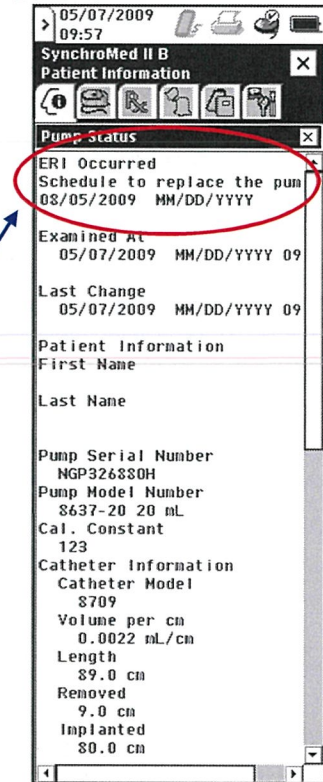 05/07/2009
09:57
SynchroMed II B
Patient Information
Rx
Pump Status
ERI Occurred
Schedule to replace the pum
08/05/2009 MM/DD/YYYY
Examined At
05/07/2009 MM/DD/YYYY 09
Last Change
05/07/2009 MM/DD/YYYY 09
Patient Information
First Name
Last Name
Pump Serial Number
NGP326880H
Pump Model Number
8637-20 20 mL
Cal. Constant
123
Catheter Information
Catheter Model
8709
Volume per cm
0.0022 mL/cm
Length
89.0 cm
Removed
9.0 cm
Implanted
80.0 cm